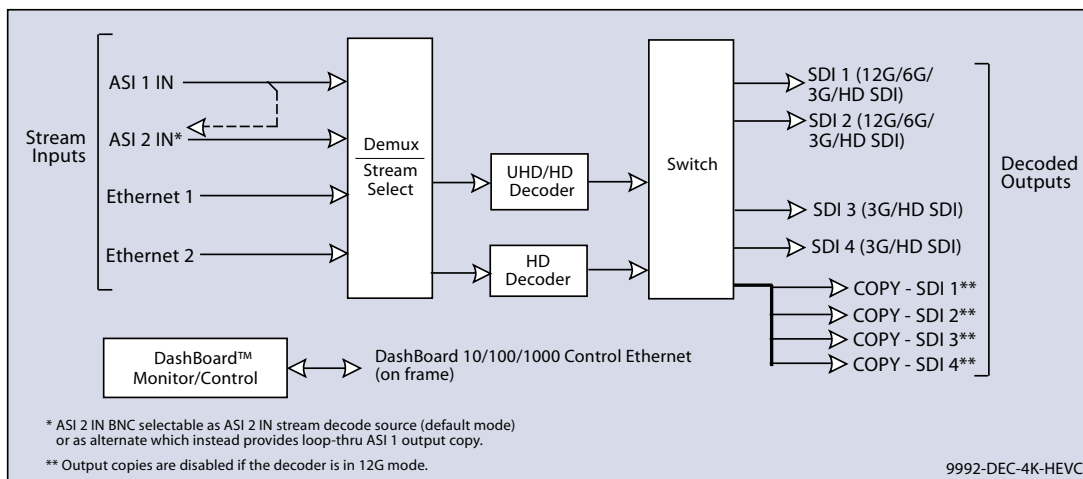 Stream
Inputs
ASI 1 IN
ASI 2 IN*
Ethernet 1
Ethernet 2
Demux
Stream
Select
UHD/HD
Decoder
HD
Decoder
Switch
SDI 1 (12G/6G/
3G/HD SDI)
SDI 2 (12G/6G/
3G/HD SDI)
SDI 3 (3G/HD SDI)
SDI 4 (3G/HD SDI)
COPY - SDI 1**
COPY - SDI 2**
COPY - SDI 3**
COPY - SDI 4**
Decoded
Outputs
DashBoard™
Monitor/Control
DashBoard 10/100/1000 Control Ethernet
(on frame)
* ASI 2 IN BNC selectable as ASI 2 IN stream decode source (default mode)
or as alternate which instead provides loop-thru ASI 1 output copy.
** Output copies are disabled if the decoder is in 12G mode.
9992-DEC-4K-HEVC